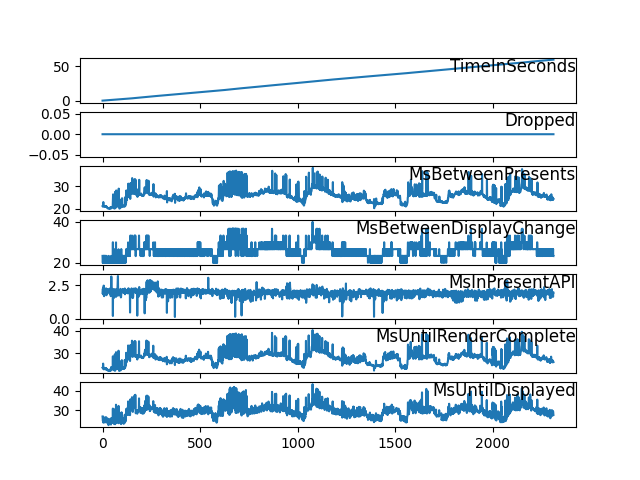 50
0
TimeInSeconds
0.05
0.00
−0.05
Dropped
30
20
MsBetweenPresents
40
20
MsBetweenDisplayChange
2.5
0.0
MsInPresentAPI
40
30
MsUntilRenderComplete
40
30
MsUntilDisplayed
0 500 1000 1500 2000